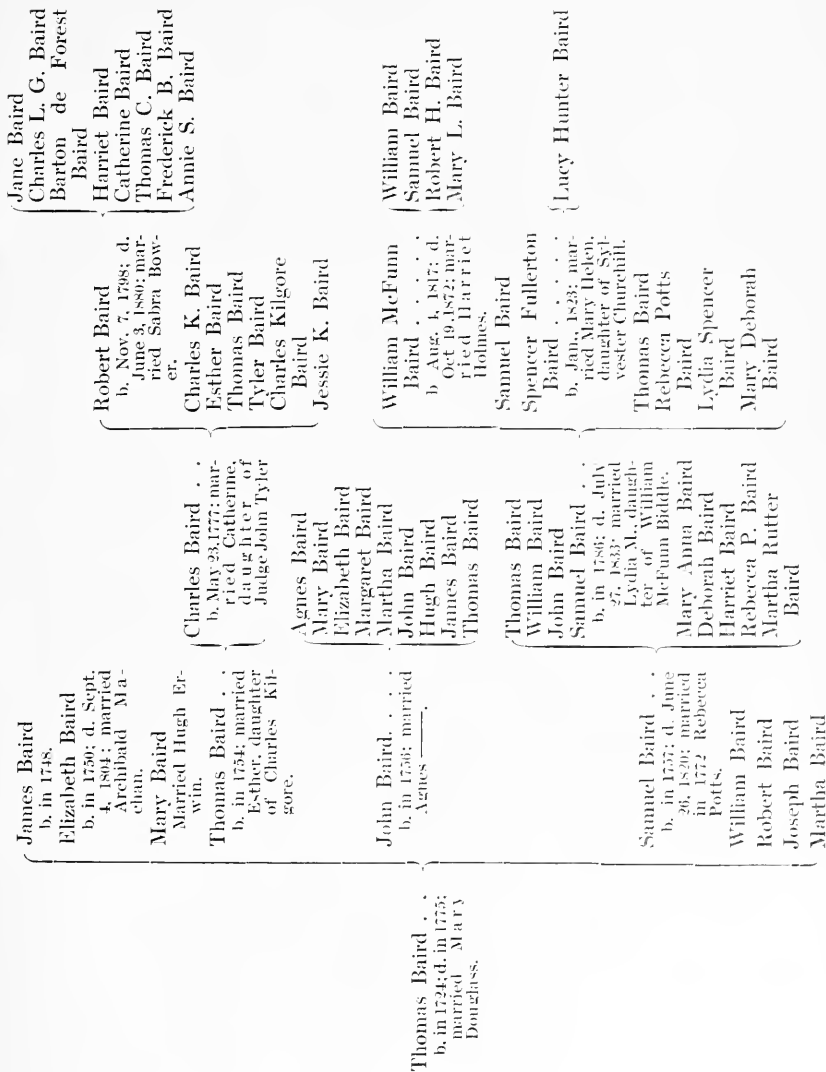 Thomas Baird . .
b. in 1724; d. in 1775;
married Mary
Douglass.
James Baird
b. in 1748.
Elizabeth Baird
b. in 1750; d. Sept.
4, 1804; married
Archibald Ma-
chan.
Mary Baird
Married Hugh Er-
win.
Thomas Baird . .
b. in 1754; married
Esther, daughter
of Charles Kil-
gore.
John Baird. . . .
b. in 1756; married
Agnes ——.
Samuel Baird . .
b. in 1757; d. June
26, 1820; married
in 1772 Rebecca
Potts.
William Baird
Robert Baird
Joseph Baird
Martha Baird
Charles Baird . .
b. May 23, 1777; mar-
ried Catherine,
daughter of
Judge John Tyler
Agnes Baird
Mary Baird
Elizabeth Baird
Margaret Baird
Martha Baird
John Baird
Hugh Baird
James Baird
Thomas Baird
Thomas Baird
William Baird
John Baird
Samuel Baird . .
b. in 1786; d. July
27, 1833; married
Lydia M., daugh-
ter of William
McFunn Biddle.
Mary Anna Baird
Deborah Baird
Harriet Baird
Rebecca P. Baird
Martha Rutter
Baird
Robert Baird
b. Nov. 7, 1798; d.
June 3, 1880; mar-
ried Sabra Bow-
er.
Charles K. Baird
Esther Baird
Thomas Baird
Tyler Baird
Charles Kilgore
Baird
Jessie K. Baird
William McFunn
Baird . . . . . .
b Aug. 4, 1817; d.
Oct 19,1872; mar-
ried Harriet
Holmes.
Samuel Baird
Spencer Fullerton
Baird . . . . . .
b. Jan., 1823; mar-
ried Mary Helen,
daughter of Syl-
vester Churchill.
Thomas Baird
Rebecca Potts
Baird
Lydia Spencer
Baird
Mary Deborah
Baird
Jane Baird
Charles L. G. Baird
Barton de Forest
Baird
Harriet Baird
Catherine Baird
Thomas C. Baird
Frederick B. Baird
Annie S. Baird
William Baird
Samuel Baird
Robert H. Baird
Mary L. Baird
Lucy Hunter Baird